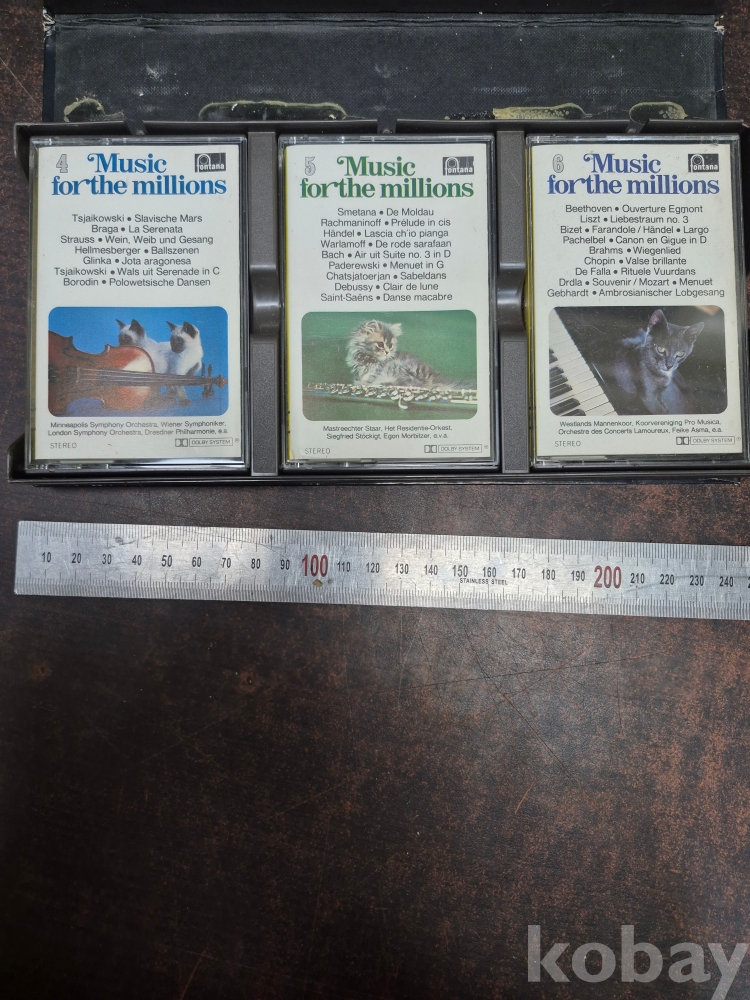 4
Music
for the millions
fontana
Tsjaikowski • Slavische Mars
Braga • La Serenata
Strauss • Wein, Weib und Gesang
Hellmesberger • Ballszenen
Glinka • Jota aragonesa
Tsjaikowski • Wals uit Serenade in C
Borodin • Polowetsische Dansen
Minneapolis Symphony Orchestra, Wiener Symphoniker,
London Symphony Orchestra, Dresdner Philharmonie, e.a.
STEREO
DOLBY SYSTEM
5
Music
for the millions
fontana
Smetana • De Moldau
Rachmaninoff • Prélude in cis
Händel • Lascia ch'io pianga
Warlamoff • De rode sarafaan
Bach • Air uit Suite no. 3 in D
Paderewski • Menuet in G
Chatsjatoerjan • Sabeldans
Debussy • Clair de lune
Saint-Saëns • Danse macabre
Mastreechter Staar, Het Residentie-Orkest,
Siegfried Stöckigt, Egon Morbitzer, e.v.a.
STEREO
DOLBY SYSTEM
6
Music
for the millions
fontana
Beethoven • Ouverture Egmont
Liszt • Liebestraum no. 3
Bizet • Farandole / Händel • Largo
Pachelbel • Canon en Gigue in D
Brahms • Wiegenlied
Chopin • Valse brillante
De Falla • Rituele Vuurdans
Drdla • Souvenir / Mozart • Menuet
Gebhardt • Ambrosianischer Lobgesang
Weidlands Mannenkoor, Koorvereniging Pro Musica,
Orchestre des Concerts Lamoureux, Feike Asma, e.a.
STEREO
DOLBY SYSTEM
10 20 30 40 50 60 70 80 90 100 110 120 130 140 150 160 170 180 190 200 210 220 230 240
STAINLESS STEEL
kobay